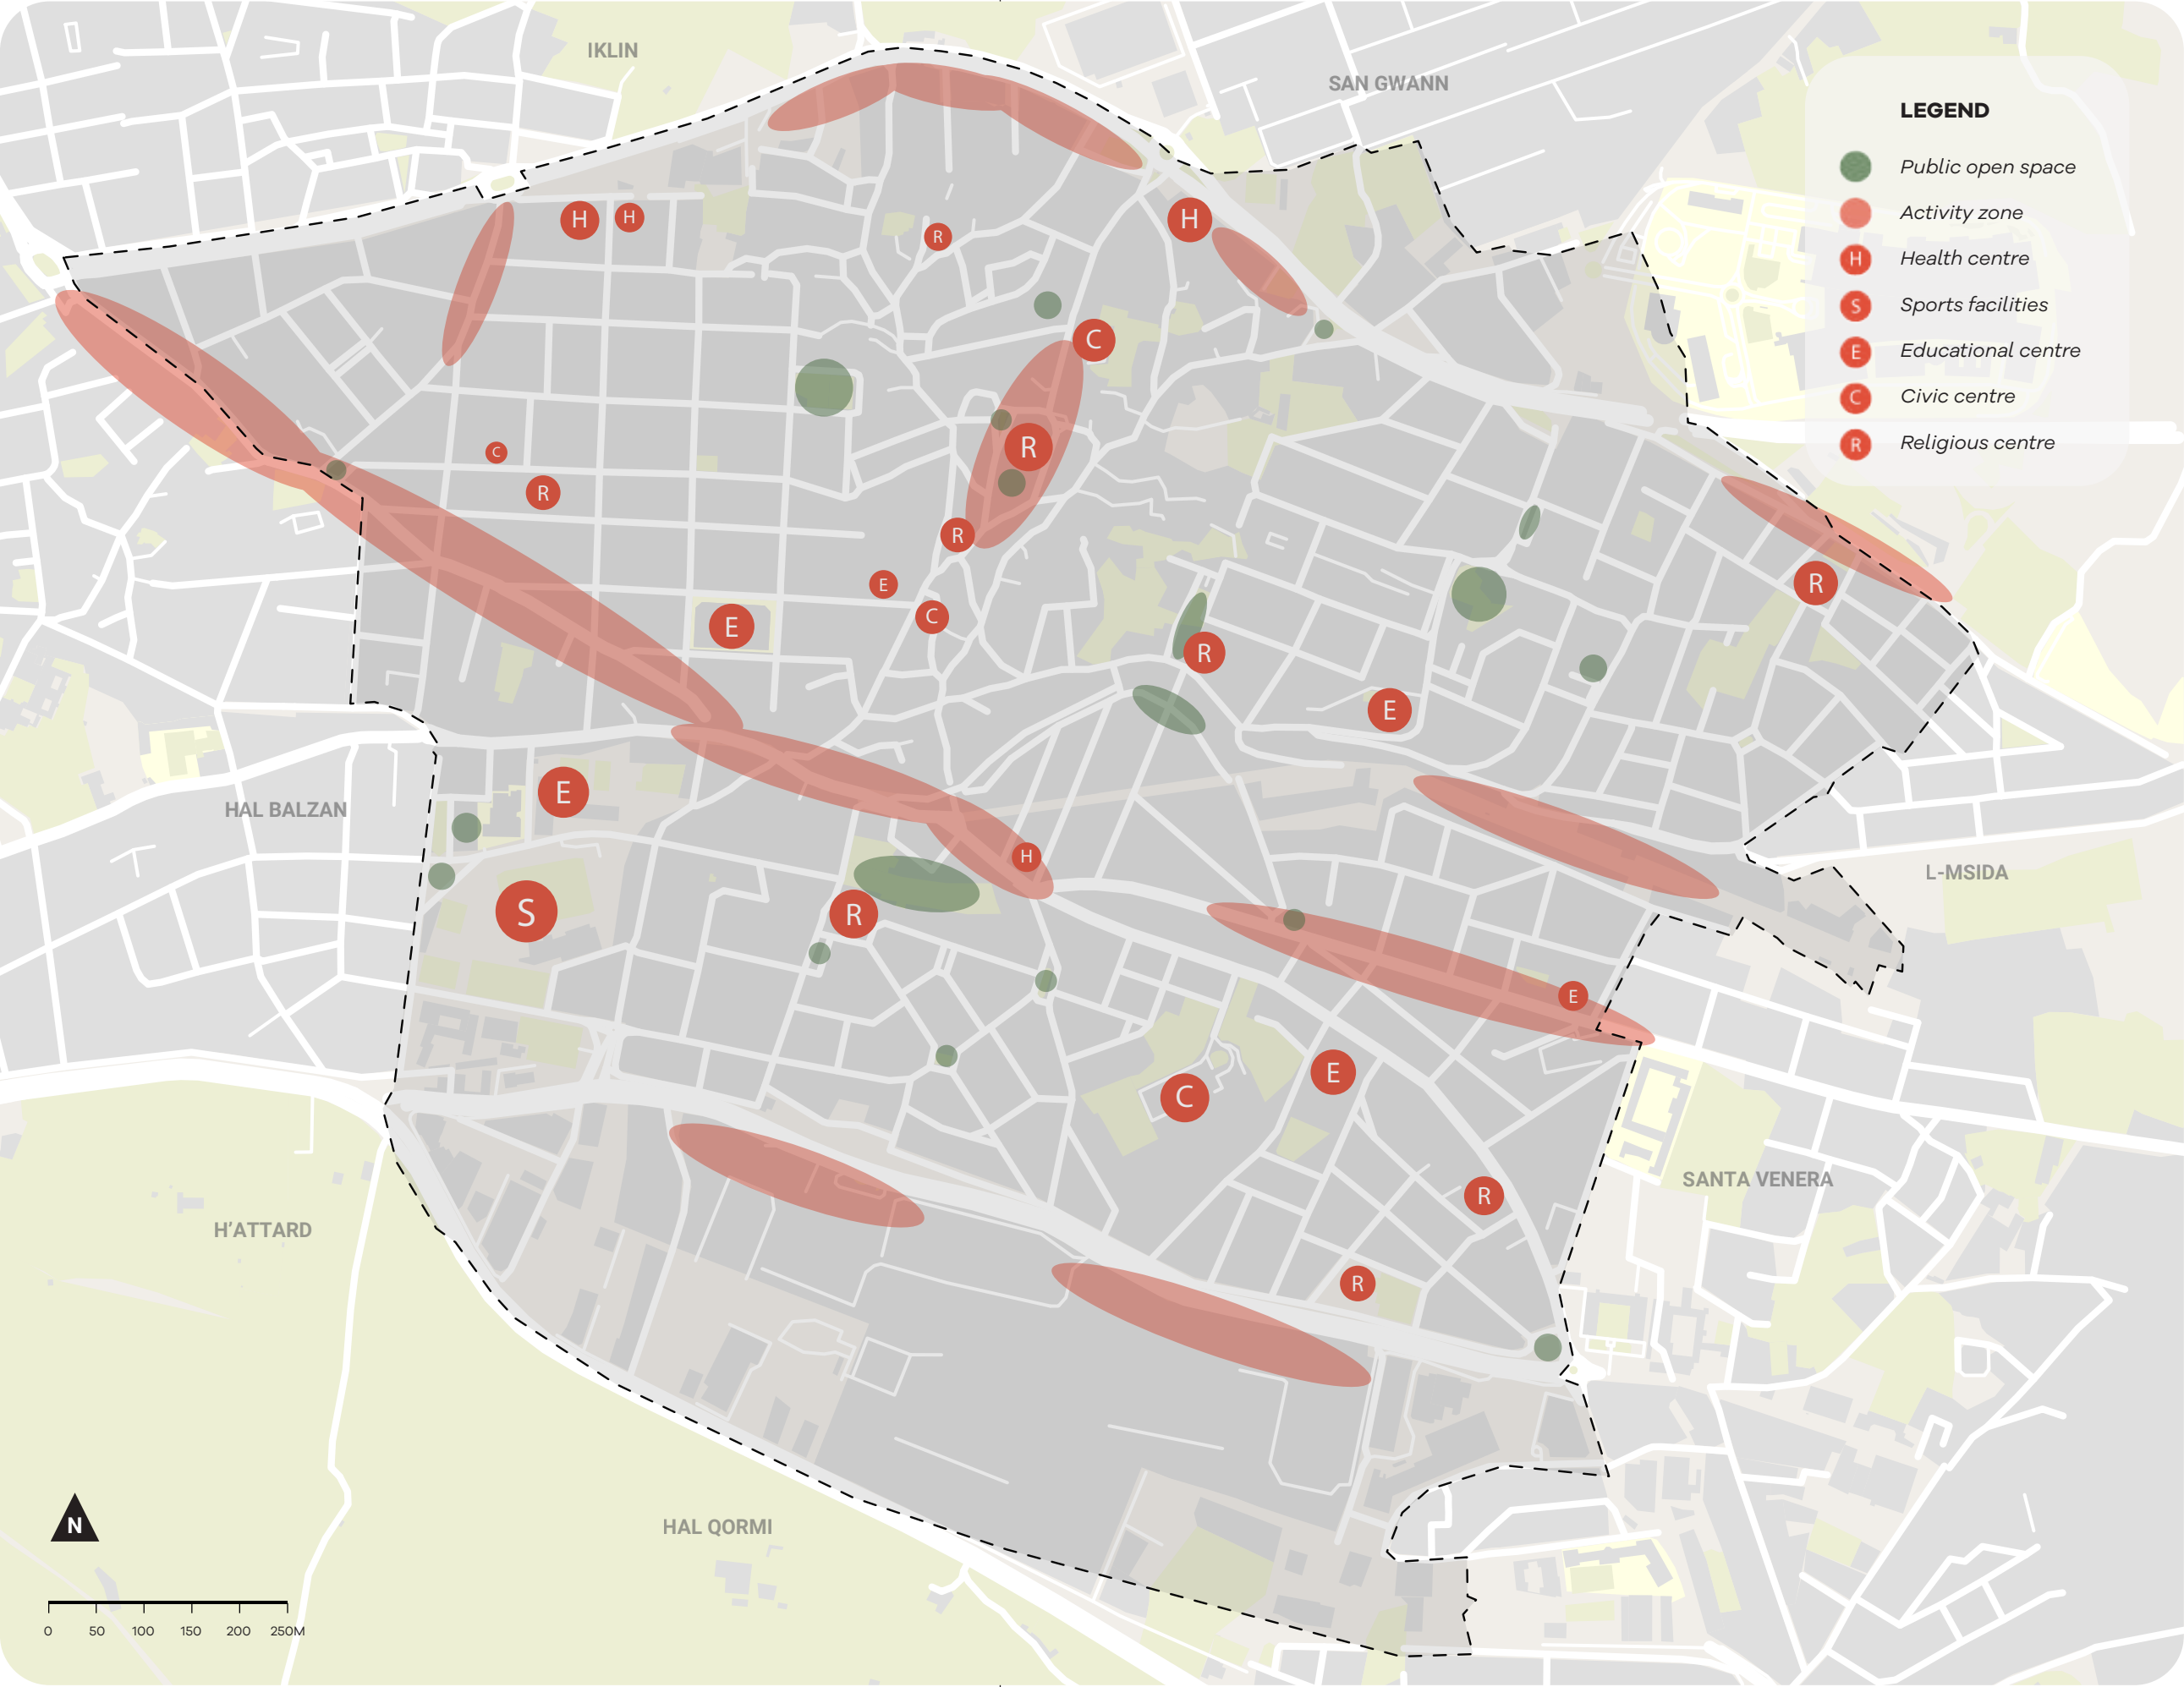 IKLIN
SAN GWANN
LEGEND
Public open space
Activity zone
H Health centre
S Sports facilities
E Educational centre
C Civic centre
R Religious centre
H
H
H
R
C
R
C
R
R
E
R
C
E
R
E
E
H
S
R
E
E
C
R
R
HAL BALZAN
L-MSIDA
SANTA VENERA
H'ATTARD
HAL QORMI
N
0 50 100 150 200 250M